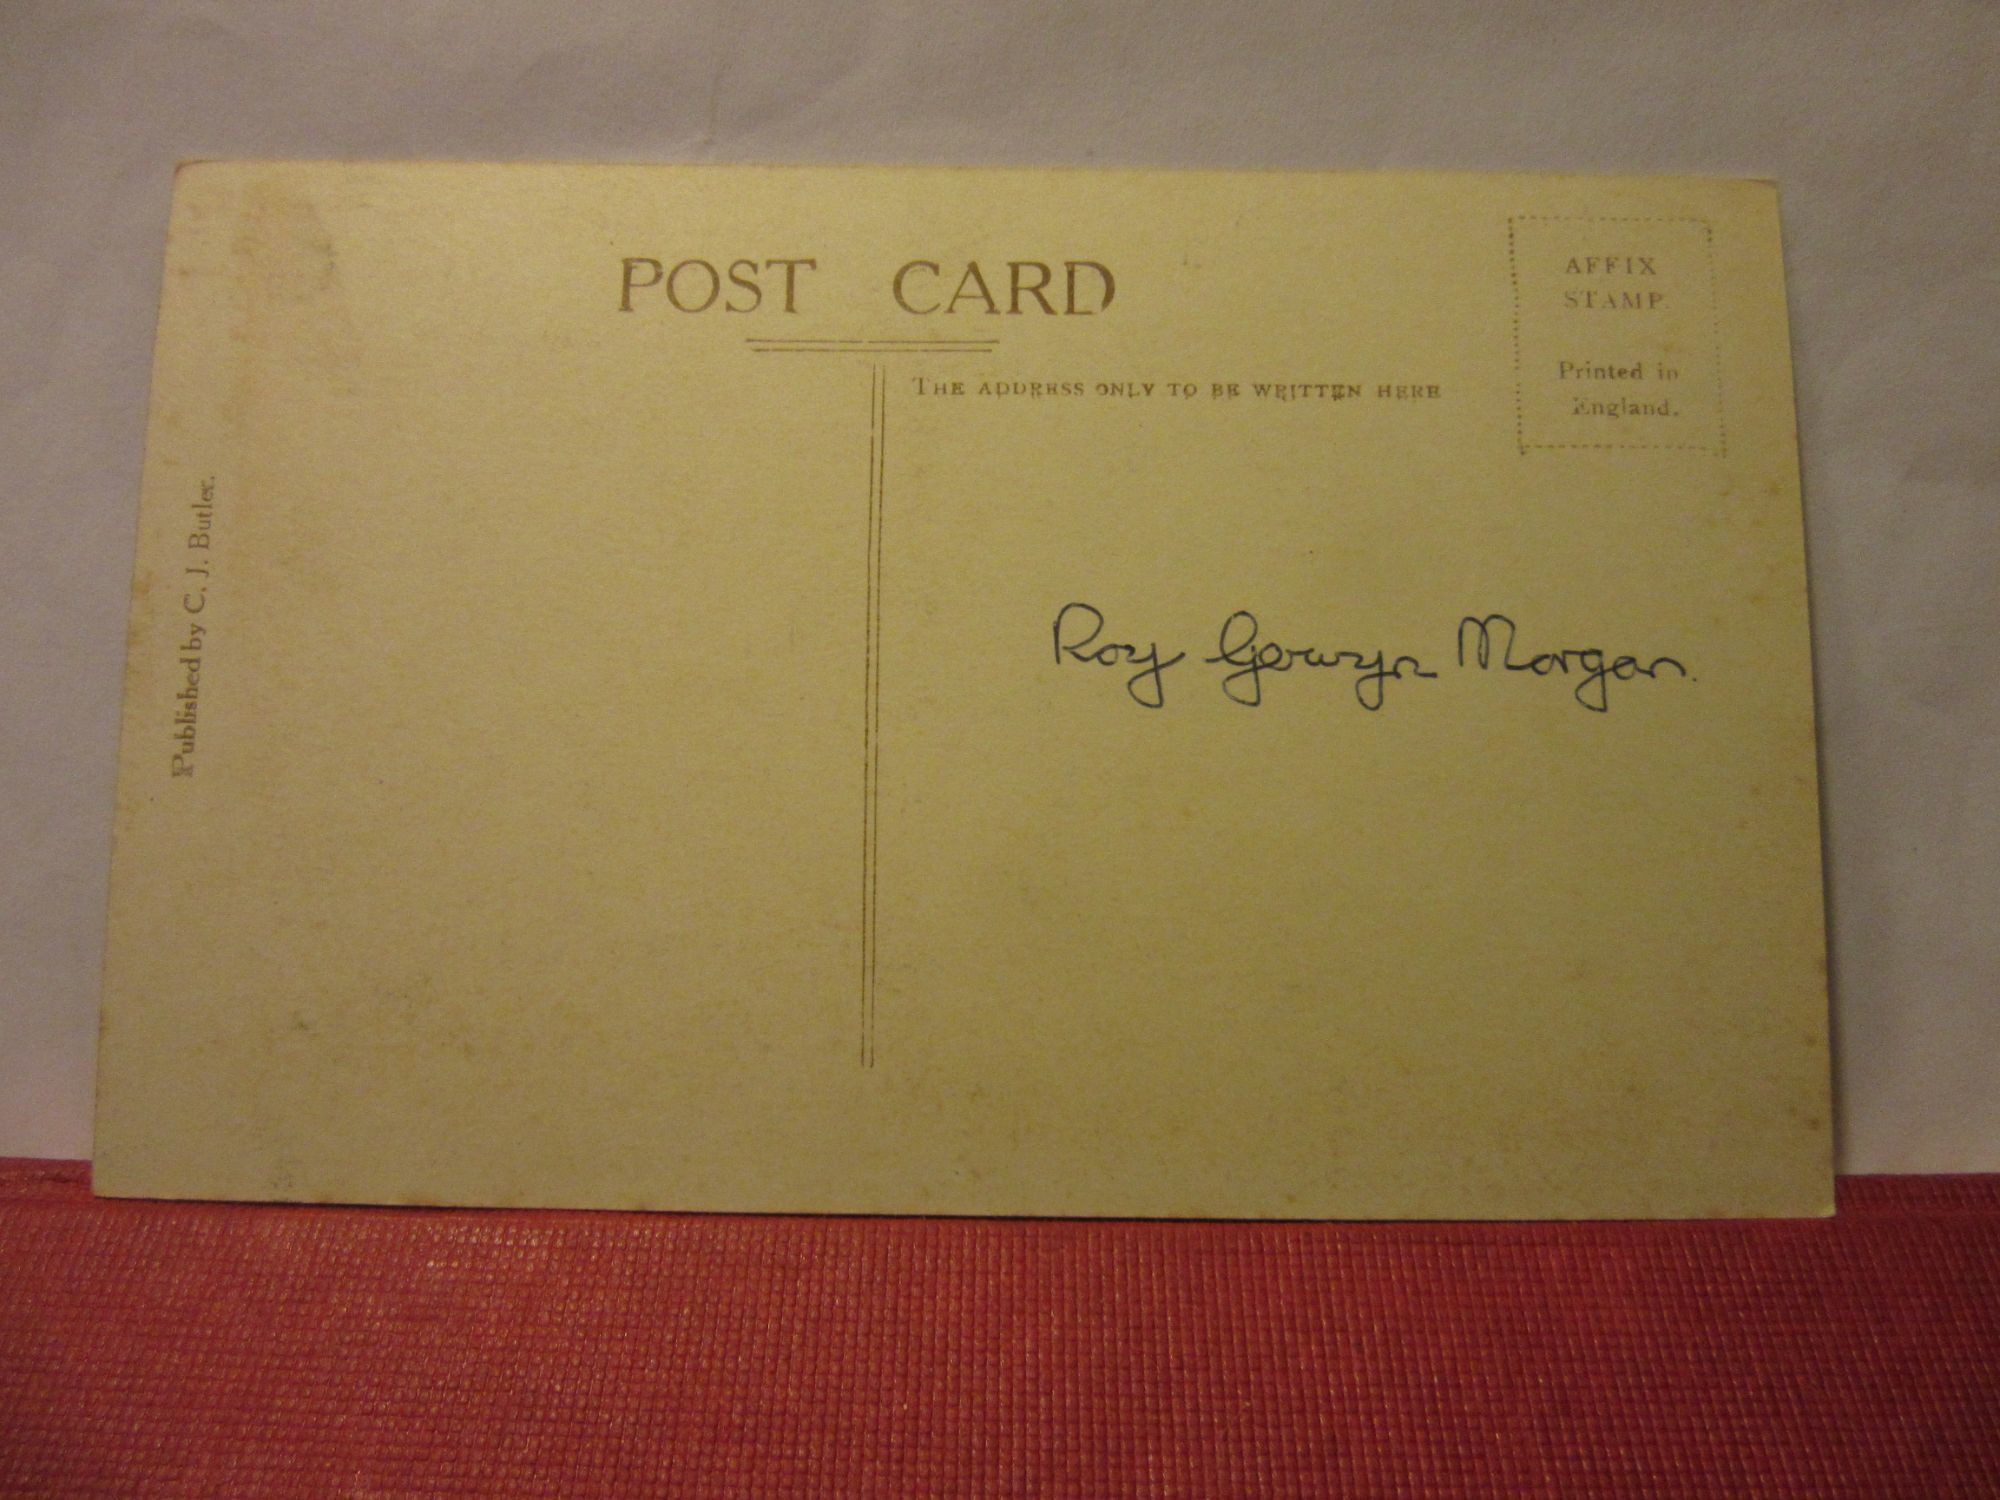 POST CARD
THE ADDRESS ONLY TO BE WRITTEN HERE
AFFIX
STAMP.
Printed in
England.
Published by C. J. Butler.
Roy Gerwyn Morgan.